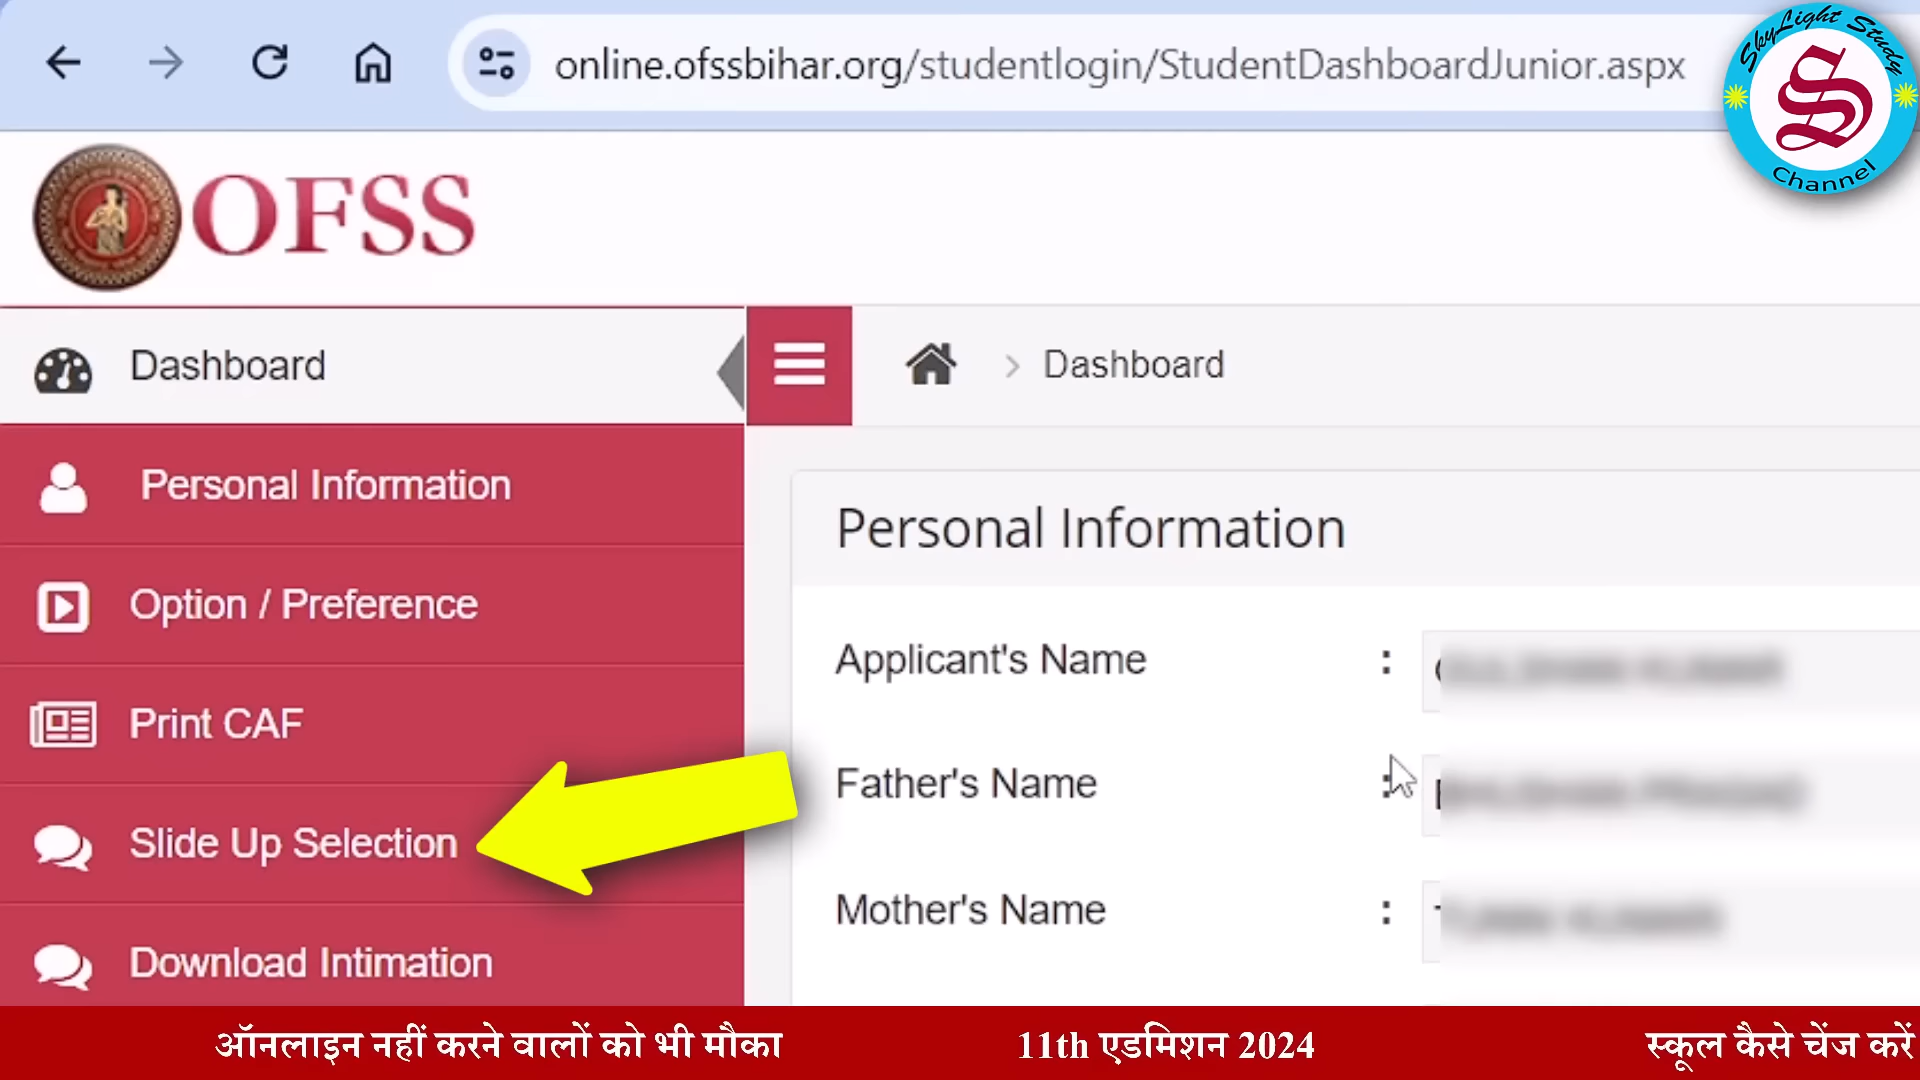 online.ofssbihar.org/studentlogin/StudentDashboardJunior.aspx
SkyLight Study
S
Channel
OFSS
Dashboard
Dashboard
Personal Information
Personal Information
Option / Preference
Applicant's Name :
Print CAF
Father's Name :
Slide Up Selection
Mother's Name :
Download Intimation
ऑनलाइन नहीं करने वालों को भी मौका 11th एडमिशन 2024 स्कूल कैसे चेंज करें